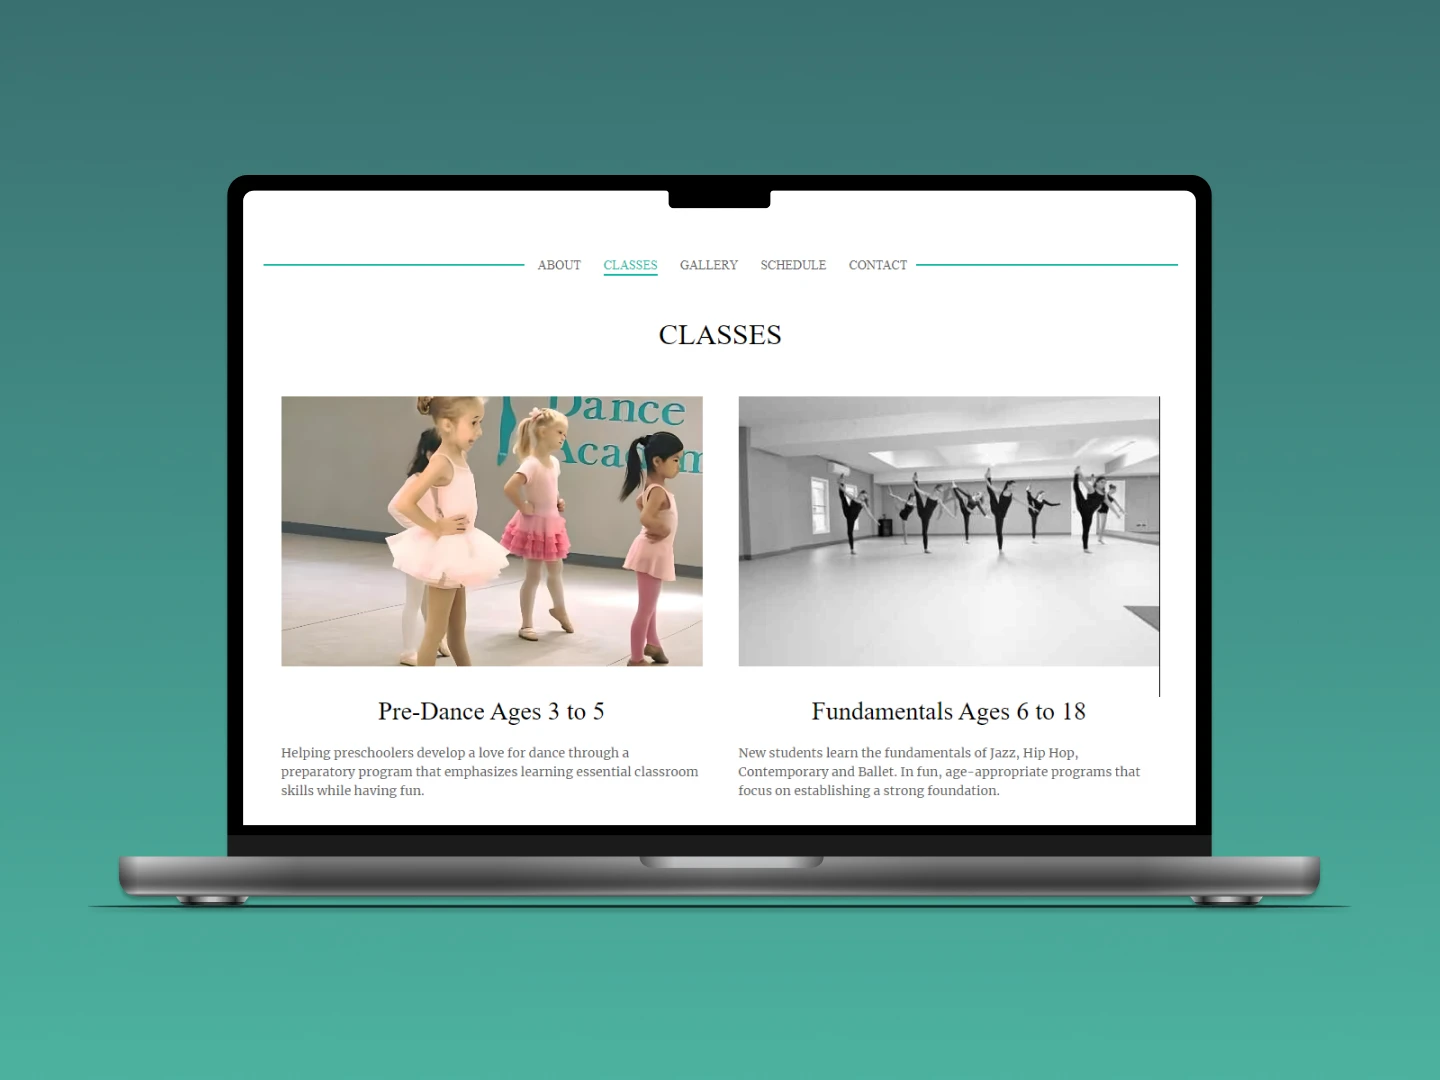 ABOUT CLASSES GALLERY SCHEDULE CONTACT
CLASSES
Dance
Academ
Pre-Dance Ages 3 to 5
Helping preschoolers develop a love for dance through a
preparatory program that emphasizes learning essential classroom
skills while having fun.
Fundamentals Ages 6 to 18
New students learn the fundamentals of Jazz, Hip Hop,
Contemporary and Ballet. In fun, age-appropriate programs that
focus on establishing a strong foundation.